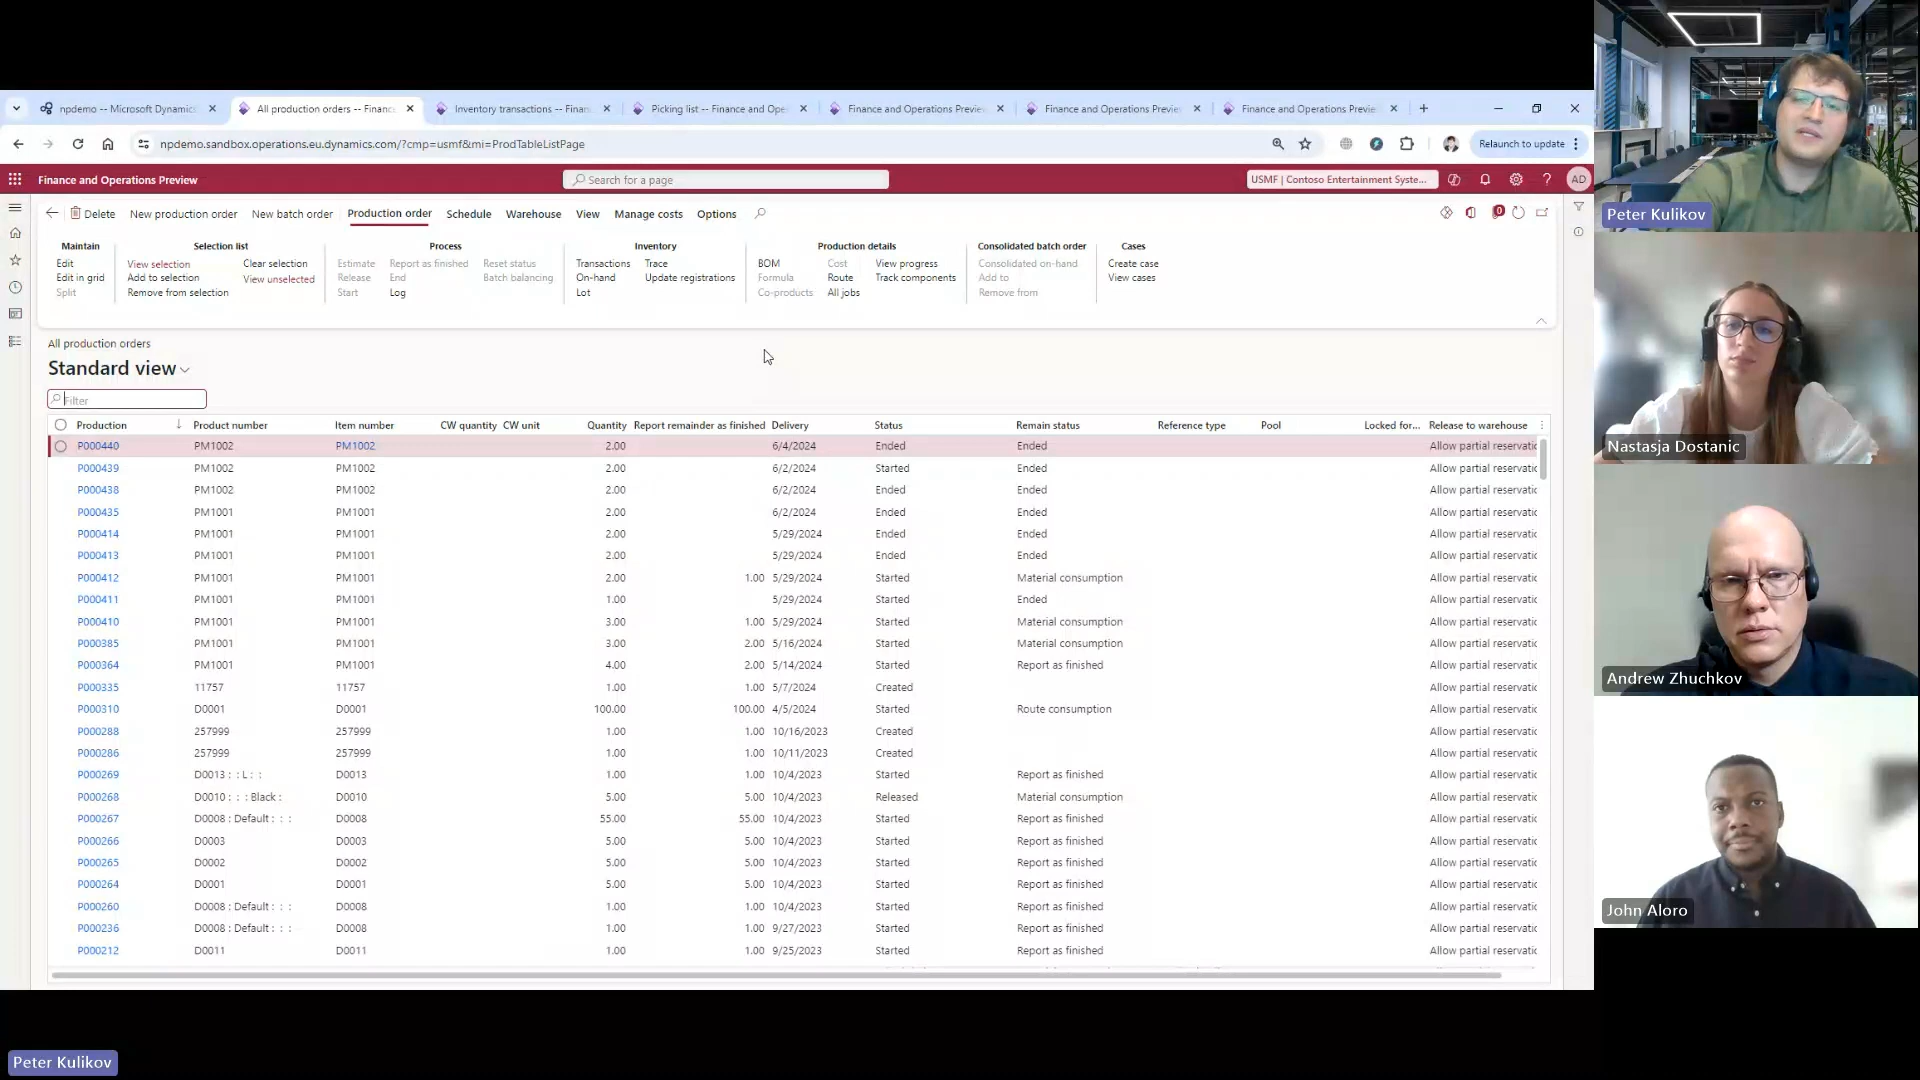 npdemo -- Microsoft Dynamic
All production orders -- Financ
Inventory transactions -- Finan
Picking list -- Finance and Ope
Finance and Operations Preview
Finance and Operations Preview
Finance and Operations Preview
npdemo.sandbox.operations.eu.dynamics.com/?cmp=usmf&mi=ProdTableListPage
Relaunch to update
Finance and Operations Preview
Search for a page
USMF | Contoso Entertainment Syste...
AD
Delete New production order New batch order Production order Schedule Warehouse View Manage costs Options
0
Maintain Selection list Process Inventory Production details Consolidated batch order Cases
Edit View selection Clear selection Estimate Report as finished Reset status Transactions Trace BOM Cost View progress Consolidated on-hand Create case
Edit in grid Add to selection View unselected Release End Batch balancing On-hand Update registrations Formula Route Track components Add to View cases
Split Remove from selection Start Log Lot Co-products All jobs Remove from
All production orders
Standard view
Filter
Production Product number Item number CW quantity CW unit Quantity Report remainder as finished Delivery Status Remain status Reference type Pool Locked for... Release to warehouse
P000440 PM1002 PM1002 2.00 6/4/2024 Ended Ended Allow partial reservatic
P000439 PM1002 PM1002 2.00 6/2/2024 Started Ended Allow partial reservatic
P000438 PM1002 PM1002 2.00 6/2/2024 Ended Ended Allow partial reservatic
P000435 PM1001 PM1001 2.00 6/2/2024 Ended Ended Allow partial reservatic
P000414 PM1001 PM1001 2.00 5/29/2024 Ended Ended Allow partial reservatic
P000413 PM1001 PM1001 2.00 5/29/2024 Ended Ended Allow partial reservatic
P000412 PM1001 PM1001 2.00 1.00 5/29/2024 Started Material consumption Allow partial reservatic
P000411 PM1001 PM1001 1.00 5/29/2024 Started Ended Allow partial reservatic
P000410 PM1001 PM1001 3.00 1.00 5/29/2024 Started Material consumption Allow partial reservatic
P000385 PM1001 PM1001 3.00 2.00 5/16/2024 Started Material consumption Allow partial reservatic
P000364 PM1001 PM1001 4.00 2.00 5/14/2024 Started Report as finished Allow partial reservatic
P000335 11757 11757 1.00 1.00 5/7/2024 Created Allow partial reservatic
P000310 D0001 D0001 100.00 100.00 4/5/2024 Started Route consumption Allow partial reservatic
P000288 257999 257999 1.00 1.00 10/16/2023 Created Allow partial reservatic
P000286 257999 257999 1.00 1.00 10/11/2023 Created Allow partial reservatic
P000269 D0013 : : L : : D0013 1.00 1.00 10/4/2023 Started Report as finished Allow partial reservatic
P000268 D0010 : : : Black : D0010 5.00 5.00 10/4/2023 Released Material consumption Allow partial reservatic
P000267 D0008 : Default : : : D0008 55.00 55.00 10/4/2023 Started Report as finished Allow partial reservatic
P000266 D0003 D0003 5.00 5.00 10/4/2023 Started Report as finished Allow partial reservatic
P000265 D0002 D0002 5.00 5.00 10/4/2023 Started Report as finished Allow partial reservatic
P000264 D0001 D0001 5.00 5.00 10/4/2023 Started Report as finished Allow partial reservatic
P000260 D0008 : Default : : : D0008 1.00 1.00 10/4/2023 Started Report as finished Allow partial reservatic
P000236 D0008 : Default : : : D0008 1.00 1.00 9/27/2023 Started Report as finished Allow partial reservatic
P000212 D0011 D0011 1.00 1.00 9/25/2023 Started Report as finished Allow partial reservatic
Peter Kulikov
Nastasja Dostanic
Andrew Zhuchkov
John Aloro
Peter Kulikov